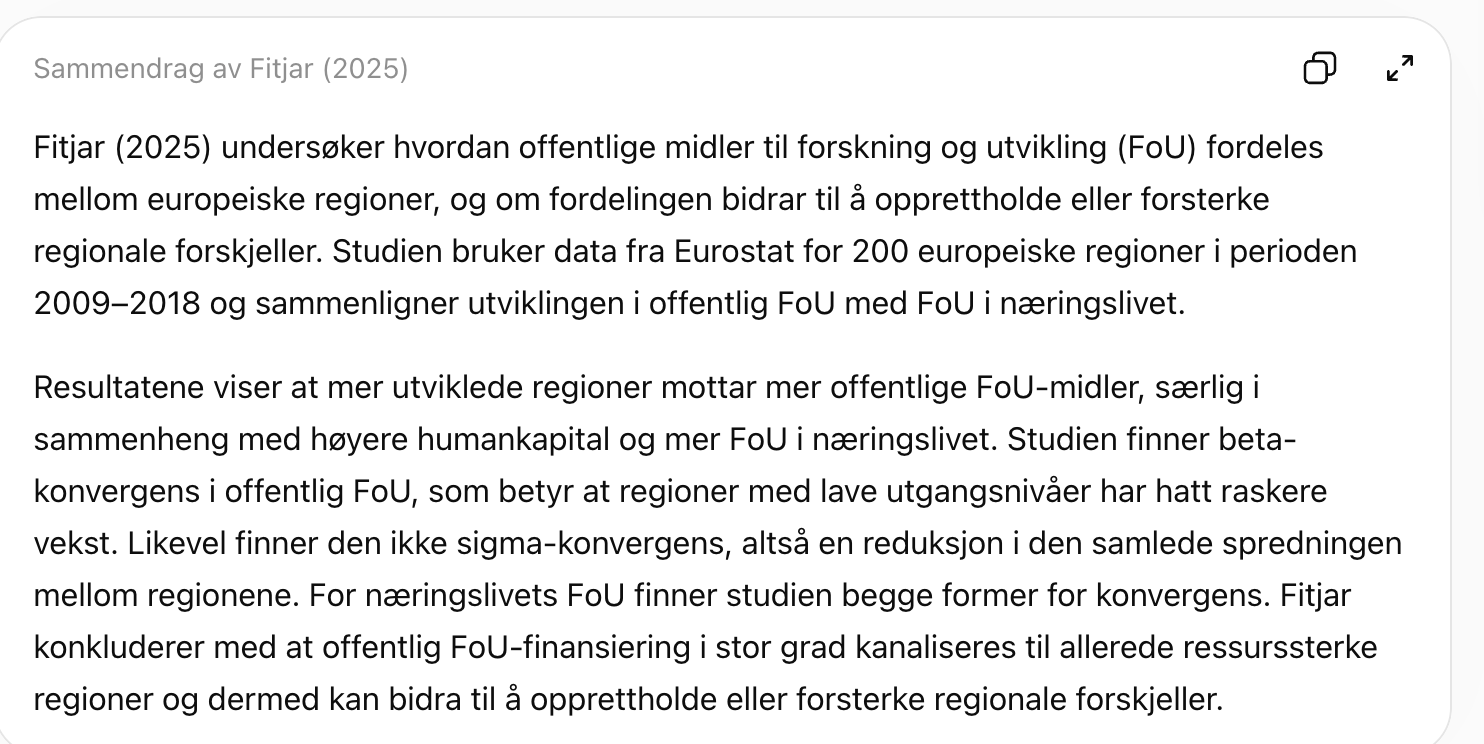 Sammendrag av Fitjar (2025)
Fitjar (2025) undersøker hvordan offentlige midler til forskning og utvikling (FoU) fordeles
mellom europeiske regioner, og om fordelingen bidrar til å opprettholde eller forsterke
regionale forskjeller. Studien bruker data fra Eurostat for 200 europeiske regioner i perioden
2009–2018 og sammenligner utviklingen i offentlig FoU med FoU i næringslivet.
Resultatene viser at mer utviklede regioner mottar mer offentlige FoU-midler, særlig i
sammenheng med høyere humankapital og mer FoU i næringslivet. Studien finner beta-
konvergens i offentlig FoU, som betyr at regioner med lave utgangsnivåer har hatt raskere
vekst. Likevel finner den ikke sigma-konvergens, altså en reduksjon i den samlede spredningen
mellom regionene. For næringslivets FoU finner studien begge former for konvergens. Fitjar
konkluderer med at offentlig FoU-finansiering i stor grad kanaliseres til allerede ressurssterke
regioner og dermed kan bidra til å opprettholde eller forsterke regionale forskjeller.